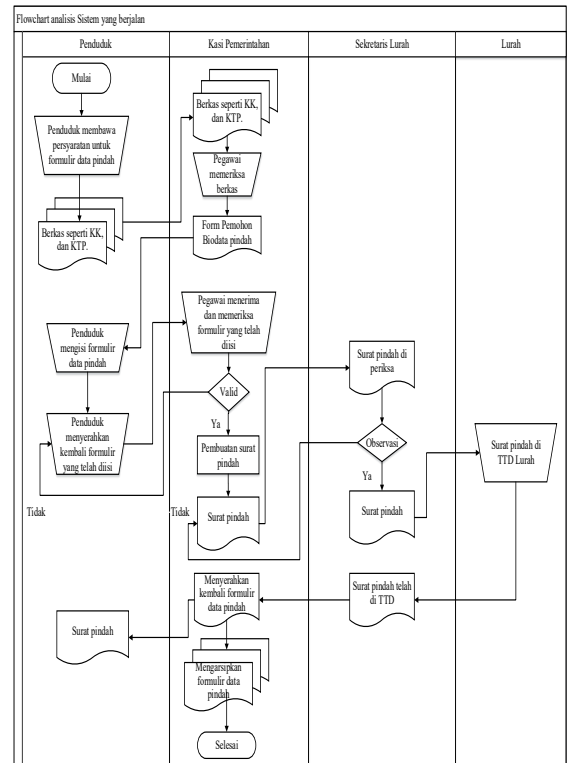 Flowchart analisis Sistem yang berjalan
Penduduk
Kasi Pemerintahan
Sekretaris Lurah
Lurah
Mulai
Penduduk membawa
persyaratan untuk
formulir data pindah
Berkas seperti KK,
dan KTP.
Berkas seperti KK,
dan KTP.
Pegawai
memeriksa
berkas
Form Pemohon
Biodata pindah
Penduduk
mengisi formulir
data pindah
Penduduk
menyerahkan
kembali formulir
yang telah diisi
Tidak
Pegawai menerima
dan memeriksa
formulir yang telah
diisi
Valid
Ya
Pembuatan surat
pindah
Surat pindah
Tidak
Surat pindah di
periksa
Observasi
Ya
Surat pindah
Surat pindah di
TTD Lurah
Surat pindah telah
di TTD
Menyerahkan
kembali formulir
data pindah
Surat pindah
Mengarsipkan
formulir data
pindah
Selesai